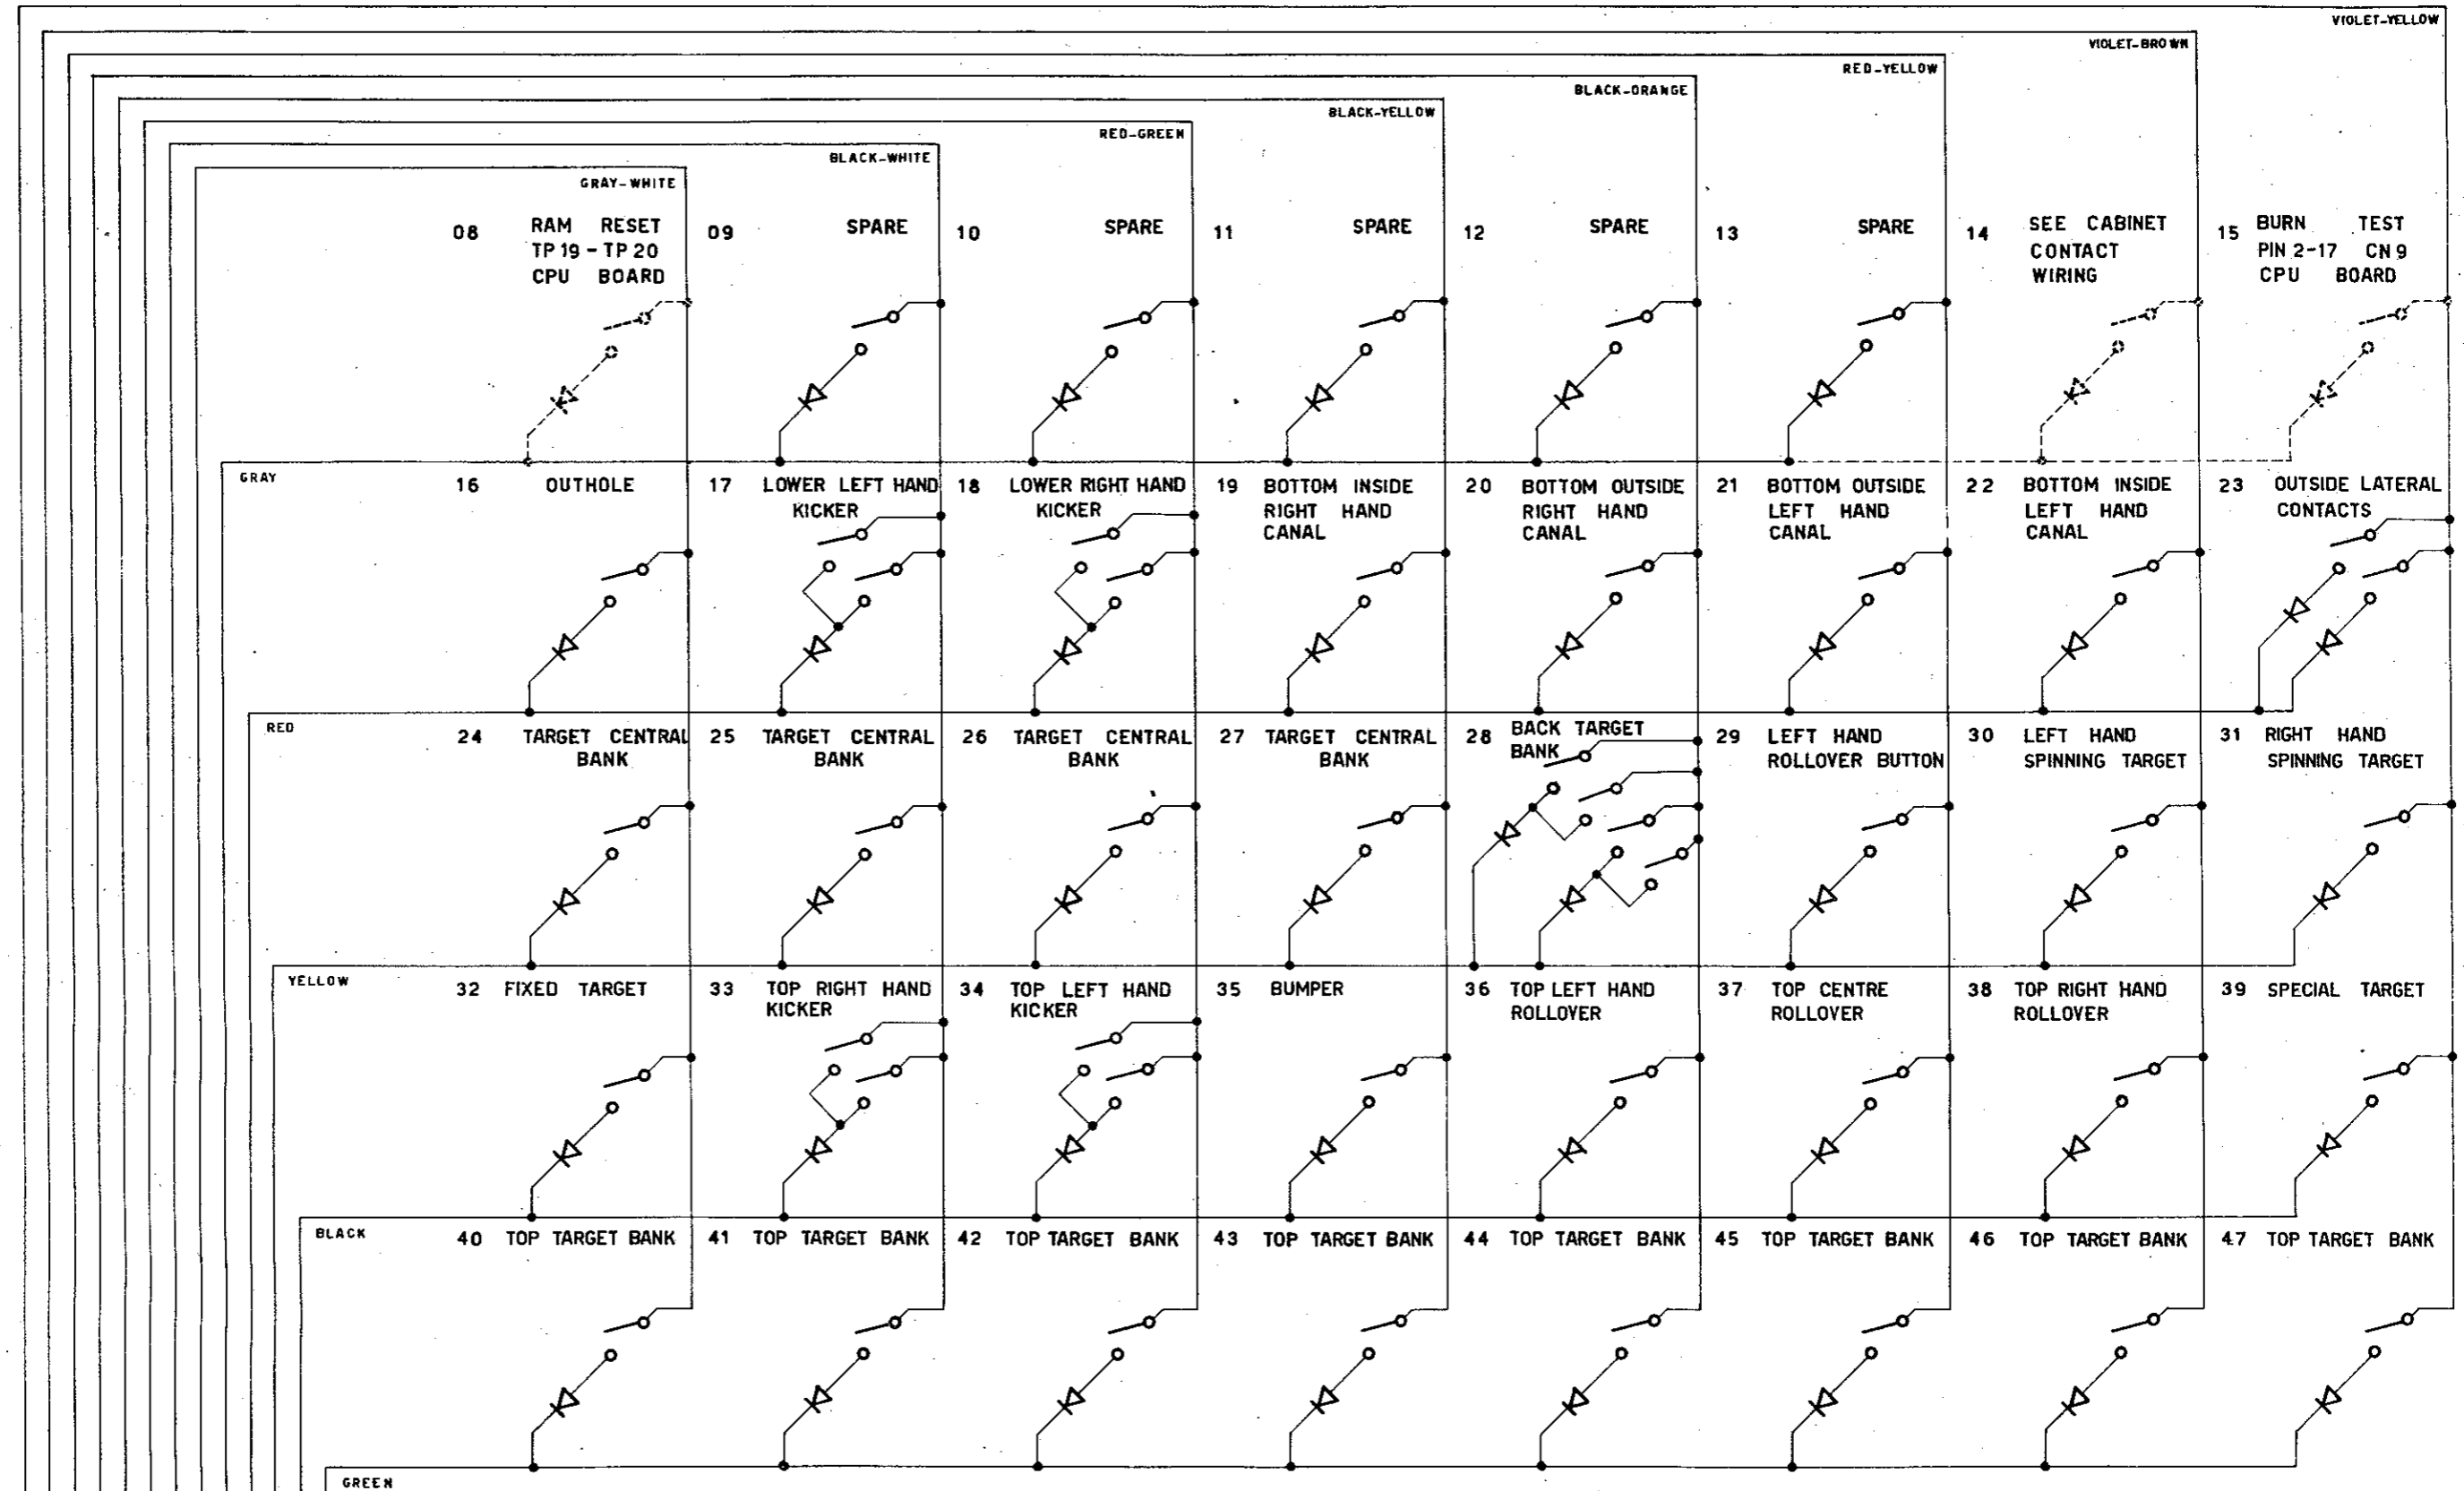 VIOLET-YELLOW
VIOLET-BROWN
RED-YELLOW
BLACK-ORANGE
BLACK-YELLOW
RED-GREEN
BLACK-WHITE
GRAY-WHITE
08 RAM RESET
TP19-TP20
CPU BOARD
09 SPARE
10 SPARE
11 SPARE
12 SPARE
13 SPARE
14 SEE CABINET
CONTACT
WIRING
15 BURN TEST
PIN 2-17 CN9
CPU BOARD
GRAY
16 OUTHOLE
17 LOWER LEFT HAND
KICKER
18 LOWER RIGHT HAND
KICKER
19 BOTTOM INSIDE
RIGHT HAND
CANAL
20 BOTTOM OUTSIDE
RIGHT HAND
CANAL
21 BOTTOM OUTSIDE
LEFT HAND
CANAL
22 BOTTOM INSIDE
LEFT HAND
CANAL
23 OUTSIDE LATERAL
CONTACTS
RED
24 TARGET CENTRAL
BANK
25 TARGET CENTRAL
BANK
26 TARGET CENTRAL
BANK
27 TARGET CENTRAL
BANK
28 BACK TARGET
BANK
29 LEFT HAND
ROLLOVER BUTTON
30 LEFT HAND
SPINNING TARGET
31 RIGHT HAND
SPINNING TARGET
YELLOW
32 FIXED TARGET
33 TOP RIGHT HAND
KICKER
34 TOP LEFT HAND
KICKER
35 BUMPER
36 TOP LEFT HAND
ROLLOVER
37 TOP CENTRE
ROLLOVER
38 TOP RIGHT HAND
ROLLOVER
39 SPECIAL TARGET
BLACK
40 TOP TARGET BANK
41 TOP TARGET BANK
42 TOP TARGET BANK
43 TOP TARGET BANK
44 TOP TARGET BANK
45 TOP TARGET BANK
46 TOP TARGET BANK
47 TOP TARGET BANK
GREEN